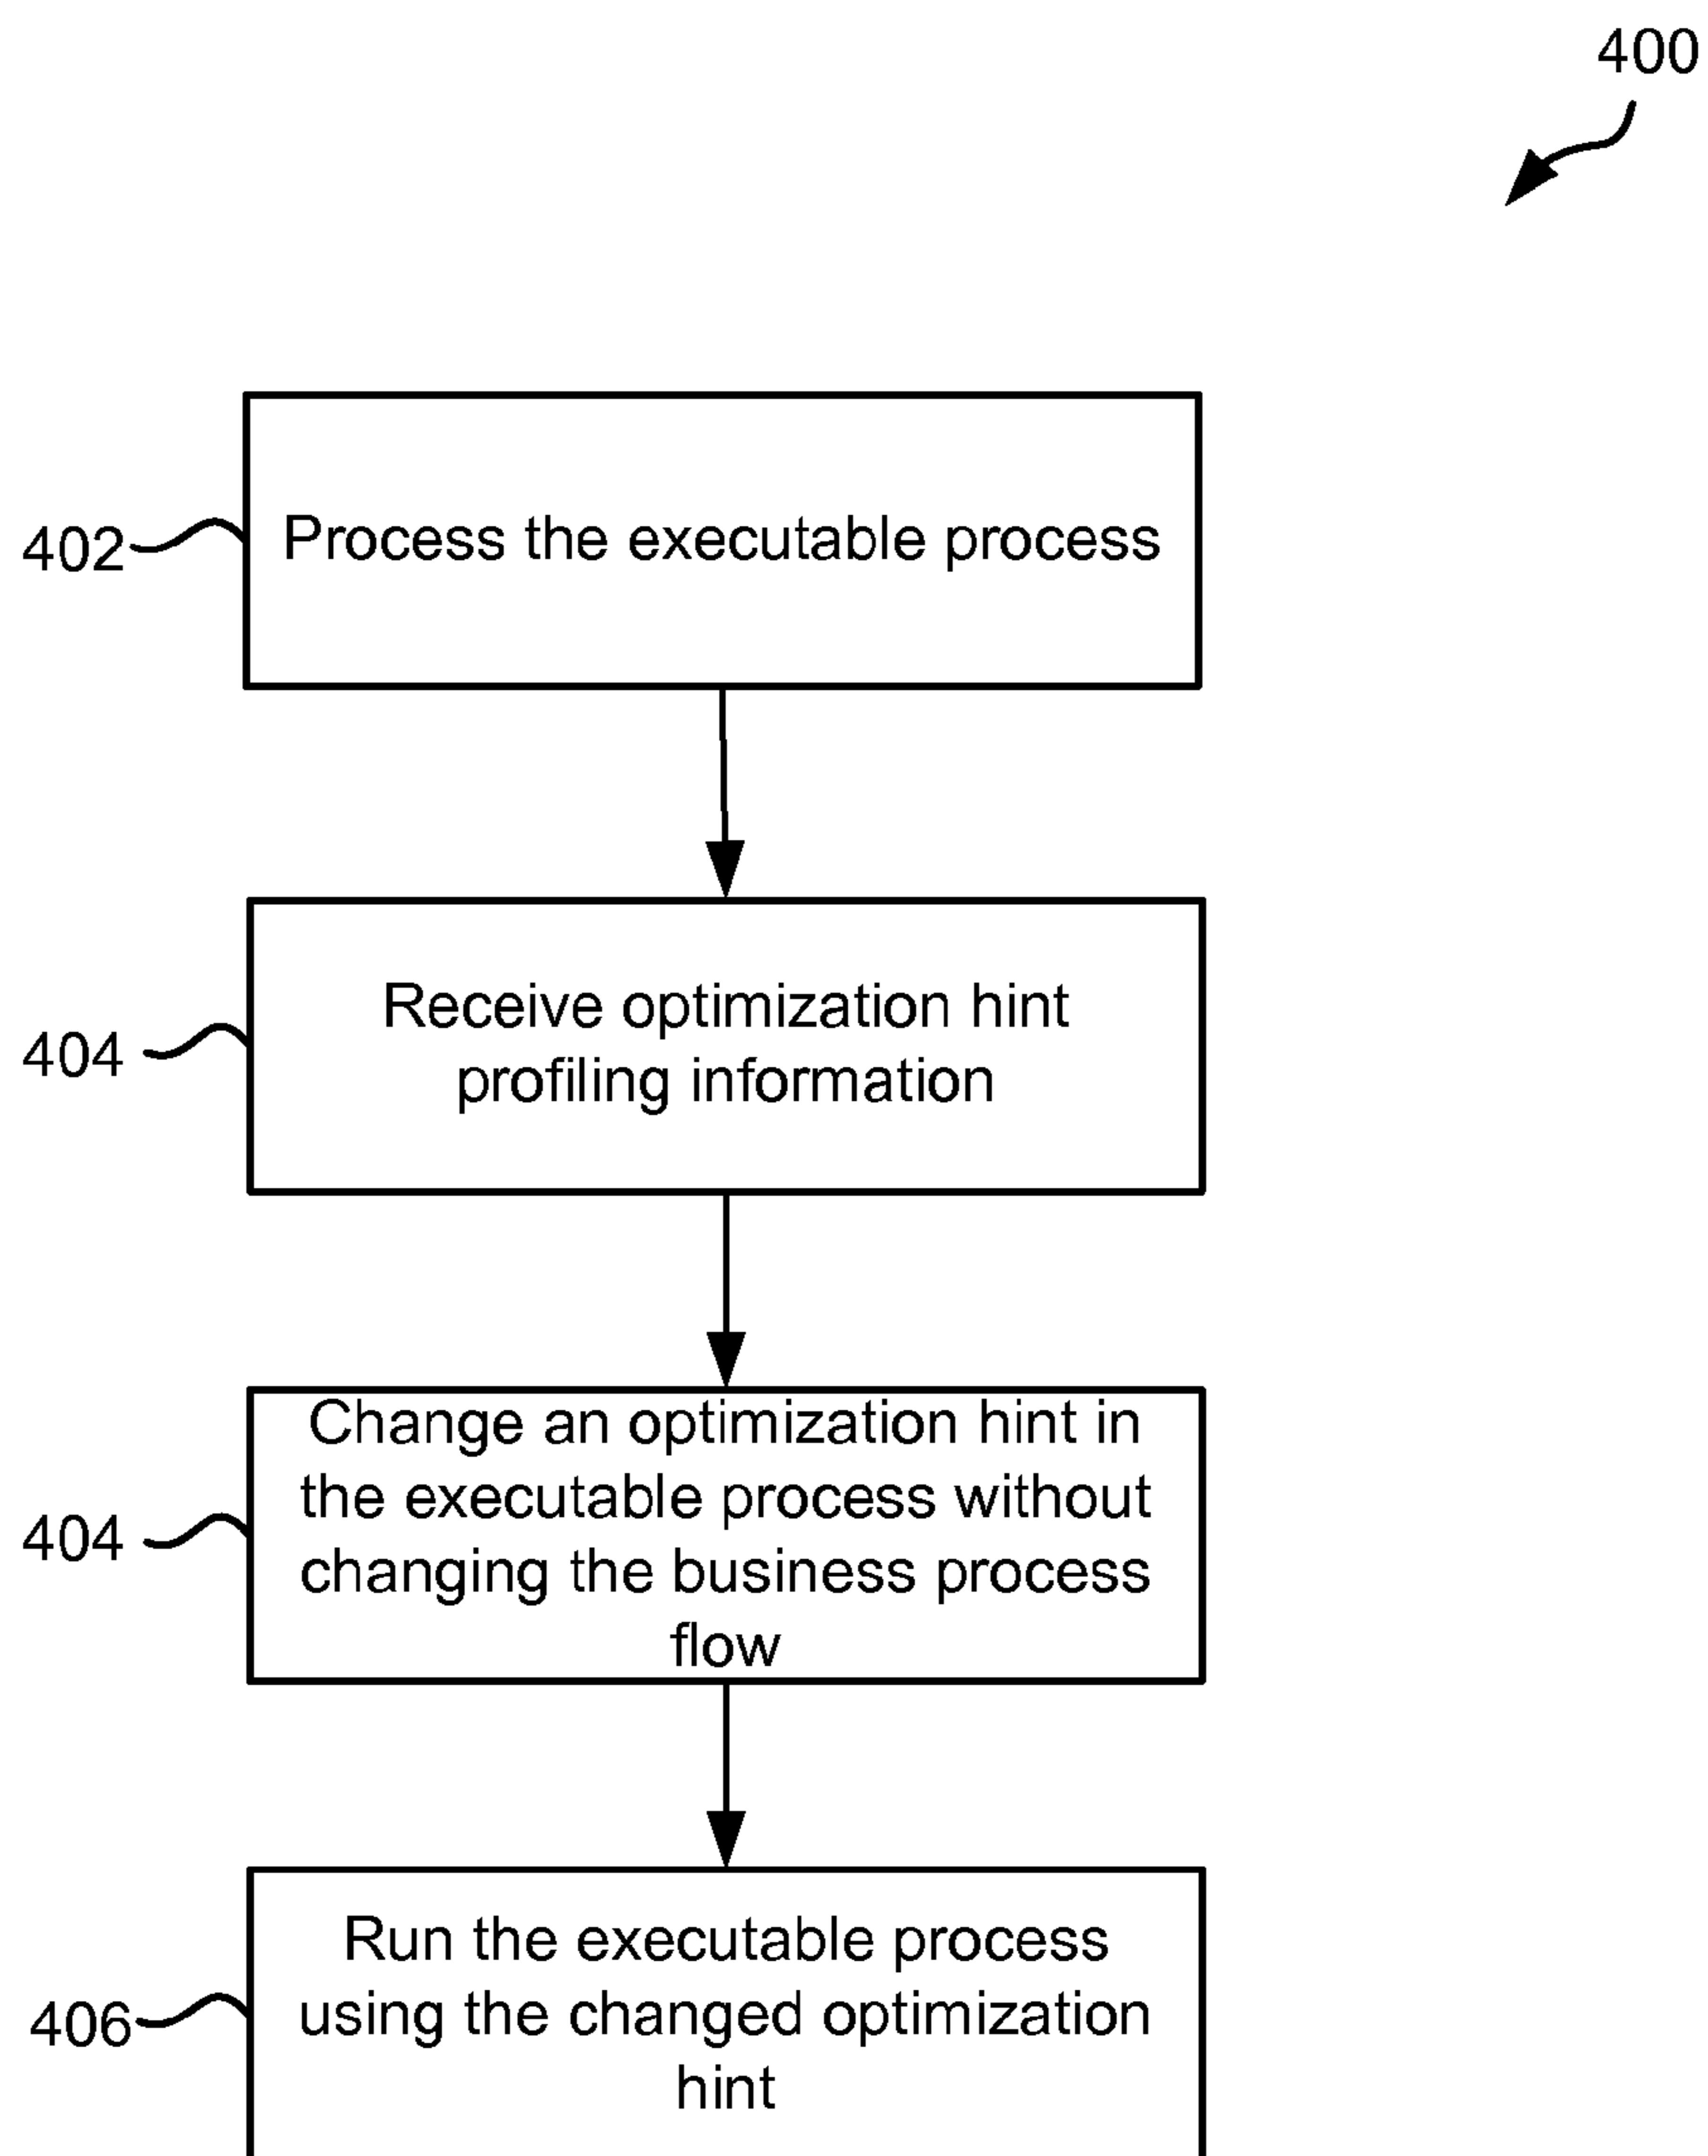 400
402
Process the executable process
404
Receive optimization hint
profiling information
404
Change an optimization hint in
the executable process without
changing the business process
flow
406
Run the executable process
using the changed optimization
hint